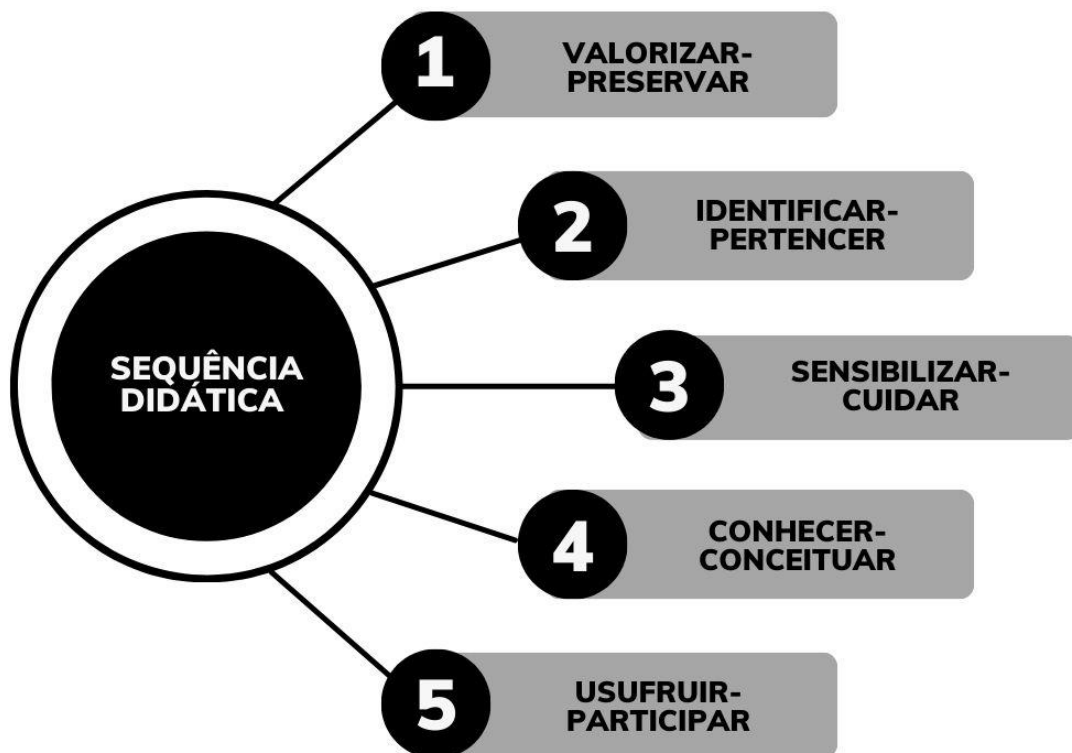 1
VALORIZAR-
PRESERVAR
2
IDENTIFICAR-
PERTENCER
SEQUÊNCIA
DIDÁTICA
3
SENSIBILIZAR-
CUIDAR
4
CONHECER-
CONCEITUAR
5
USUFRUIR-
PARTICIPAR